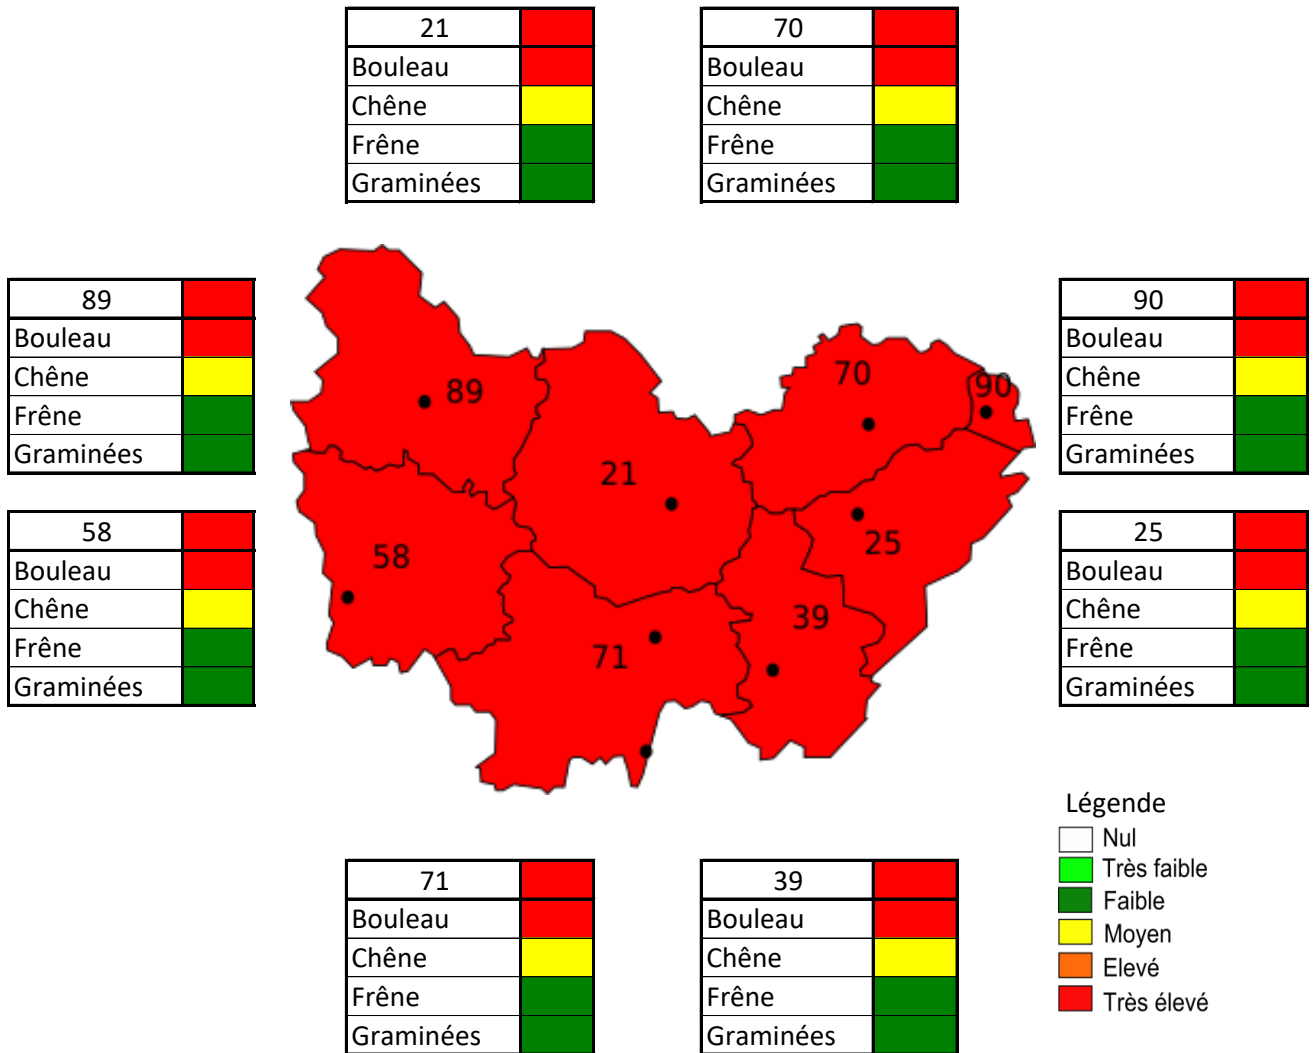 21
Bouleau
Chêne
Frêne
Graminées
70
Bouleau
Chêne
Frêne
Graminées
89
Bouleau
Chêne
Frêne
Graminées
58
Bouleau
Chêne
Frêne
Graminées
89
21
70
90
58
25
71
39
90
Bouleau
Chêne
Frêne
Graminées
25
Bouleau
Chêne
Frêne
Graminées
71
Bouleau
Chêne
Frêne
Graminées
39
Bouleau
Chêne
Frêne
Graminées
Légende
Nul
Très faible
Faible
Moyen
Elevé
Très élevé